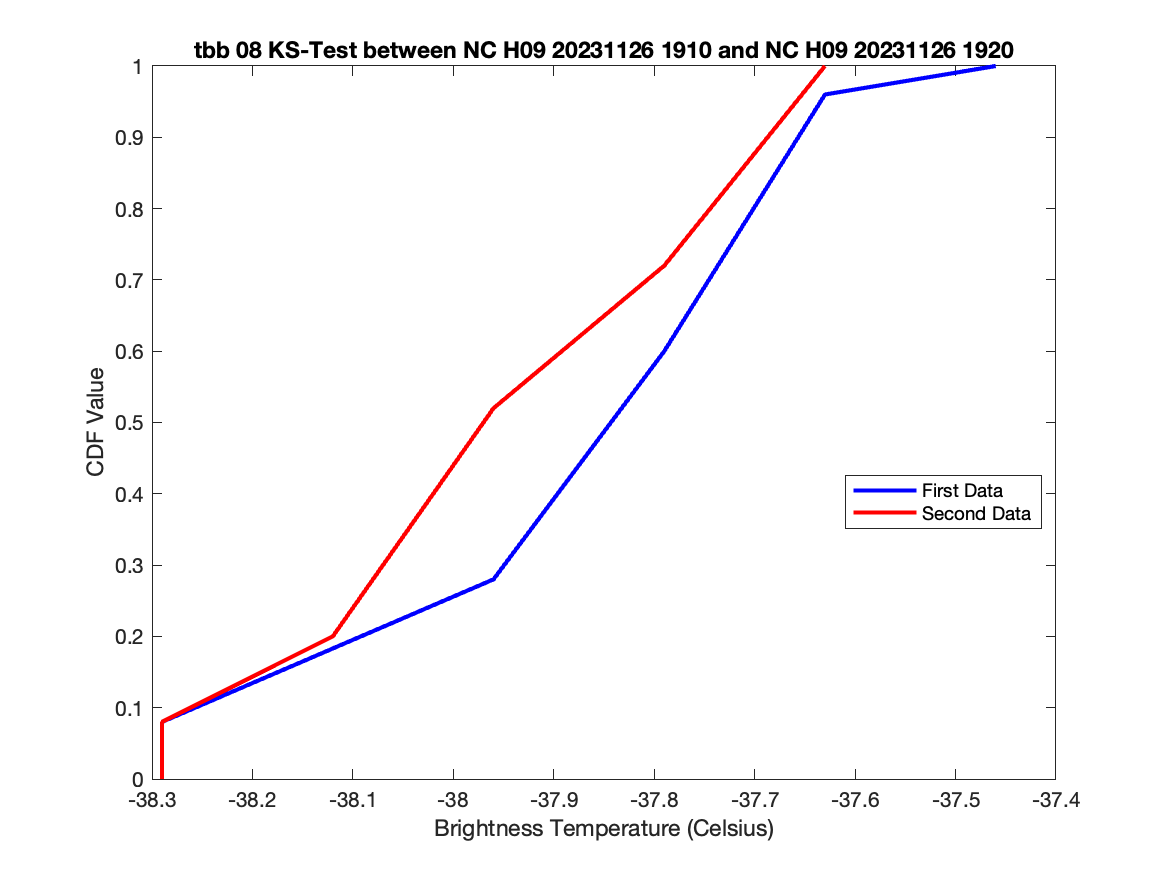 tbb 08 KS-Test between NC H09 20231126 1910 and NC H09 20231126 1920
1
0.9
0.8
0.7
0.6
0.5
0.4
0.3
0.2
0.1
0
CDF Value
First Data
Second Data
-38.3 -38.2 -38.1 -38 -37.9 -37.8 -37.7 -37.6 -37.5 -37.4
Brightness Temperature (Celsius)